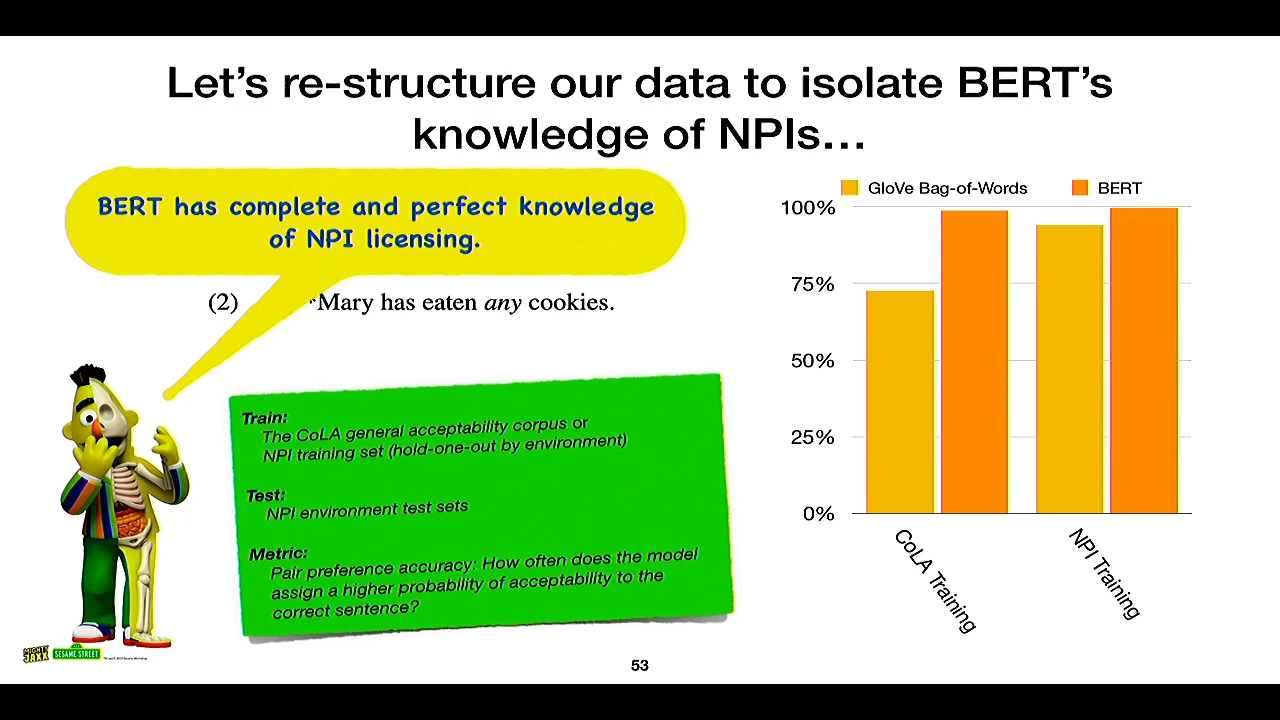 Let's re-structure our data to isolate BERT's
knowledge of NPIs...
BERT has complete and perfect knowledge
of NPI licensing.
(2) *Mary has eaten any cookies.
Train:
The CoLA general acceptability corpus or
NPI training set (hold-one-out by environment)
Test:
NPI environment test sets
Metric:
Pair preference accuracy: How often does the model
assign a higher probability of acceptability to the
correct sentence?
GloVe Bag-of-Words
BERT
100%
75%
50%
25%
0%
CoLA Training
NPI Training
MIGHTY
JAXX
SESAME STREET
53